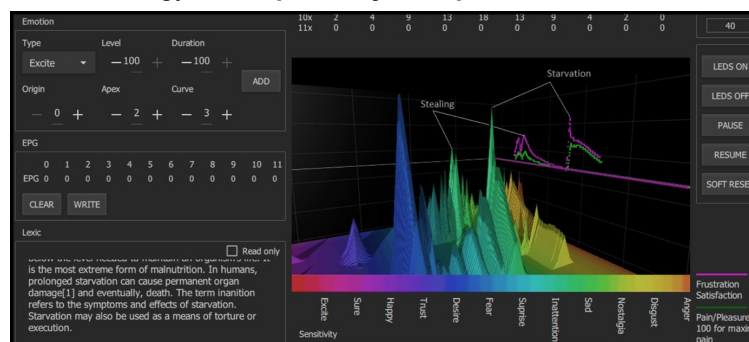 Emotion
Type Level Duration
Excite — 100 + — 100 +
ADD
Origin Apex Curve
— 0 + — 2 + — 3 +
EPG
0 1 2 3 4 5 6 7 8 9 10 11
EPG 0 0 0 0 0 0 0 0 0 0 0 0
CLEAR WRITE
Lexic
Read only
is the most extreme form of malnutrition. In humans,
prolonged starvation can cause permanent organ
damage[1] and eventually, death. The term inanition
refers to the symptoms and effects of starvation.
Starvation may also be used as a means of torture or
execution.
10x 2 4 9 13 18 13 9 4 2 0
11x 0 0 0 0 0 0 0 0 0 0
Starvation
Stealing
Excite
Sure
Happy
Trust
Desire
Fear
Suprise
Inattention
Sad
Nostalgia
Disgust
Anger
Sensitivity
40
LEDS ON
LEDS OFF
PAUSE
RESUME
SOFT RESE
Frustration
Satisfaction
Pain/Pleasure
100 for maxim
pain